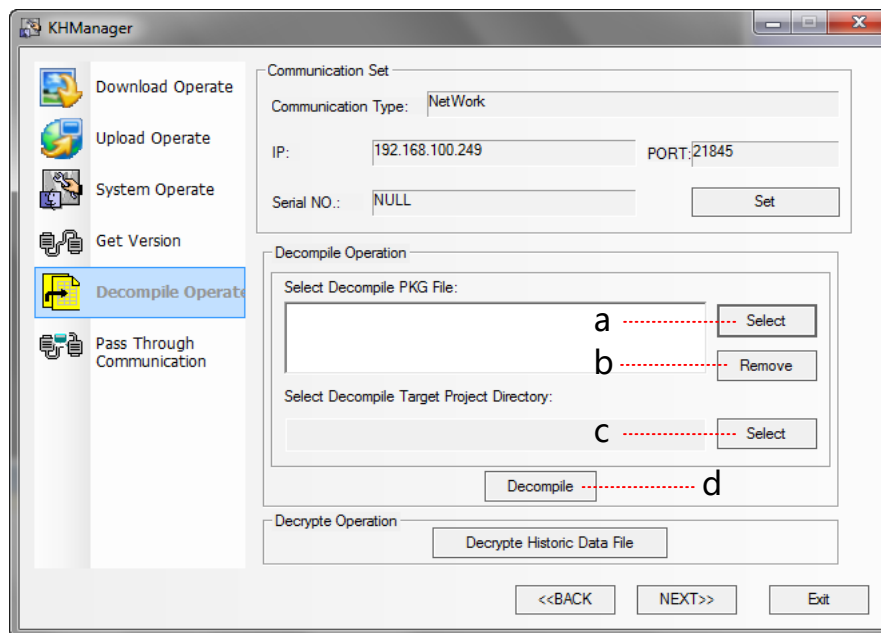 KHManager
Download Operate
Upload Operate
System Operate
Get Version
Decompile Operate
Pass Through
Communication
Communication Set
Communication Type: NetWork
IP: 192.168.100.249 PORT: 21845
Serial NO.: NULL Set
Decompile Operation
Select Decompile PKG File:
a Select
b Remove
Select Decompile Target Project Directory:
c Select
Decompile d
Decrypte Operation
Decrypte Historic Data File
<<BACK NEXT>> Exit